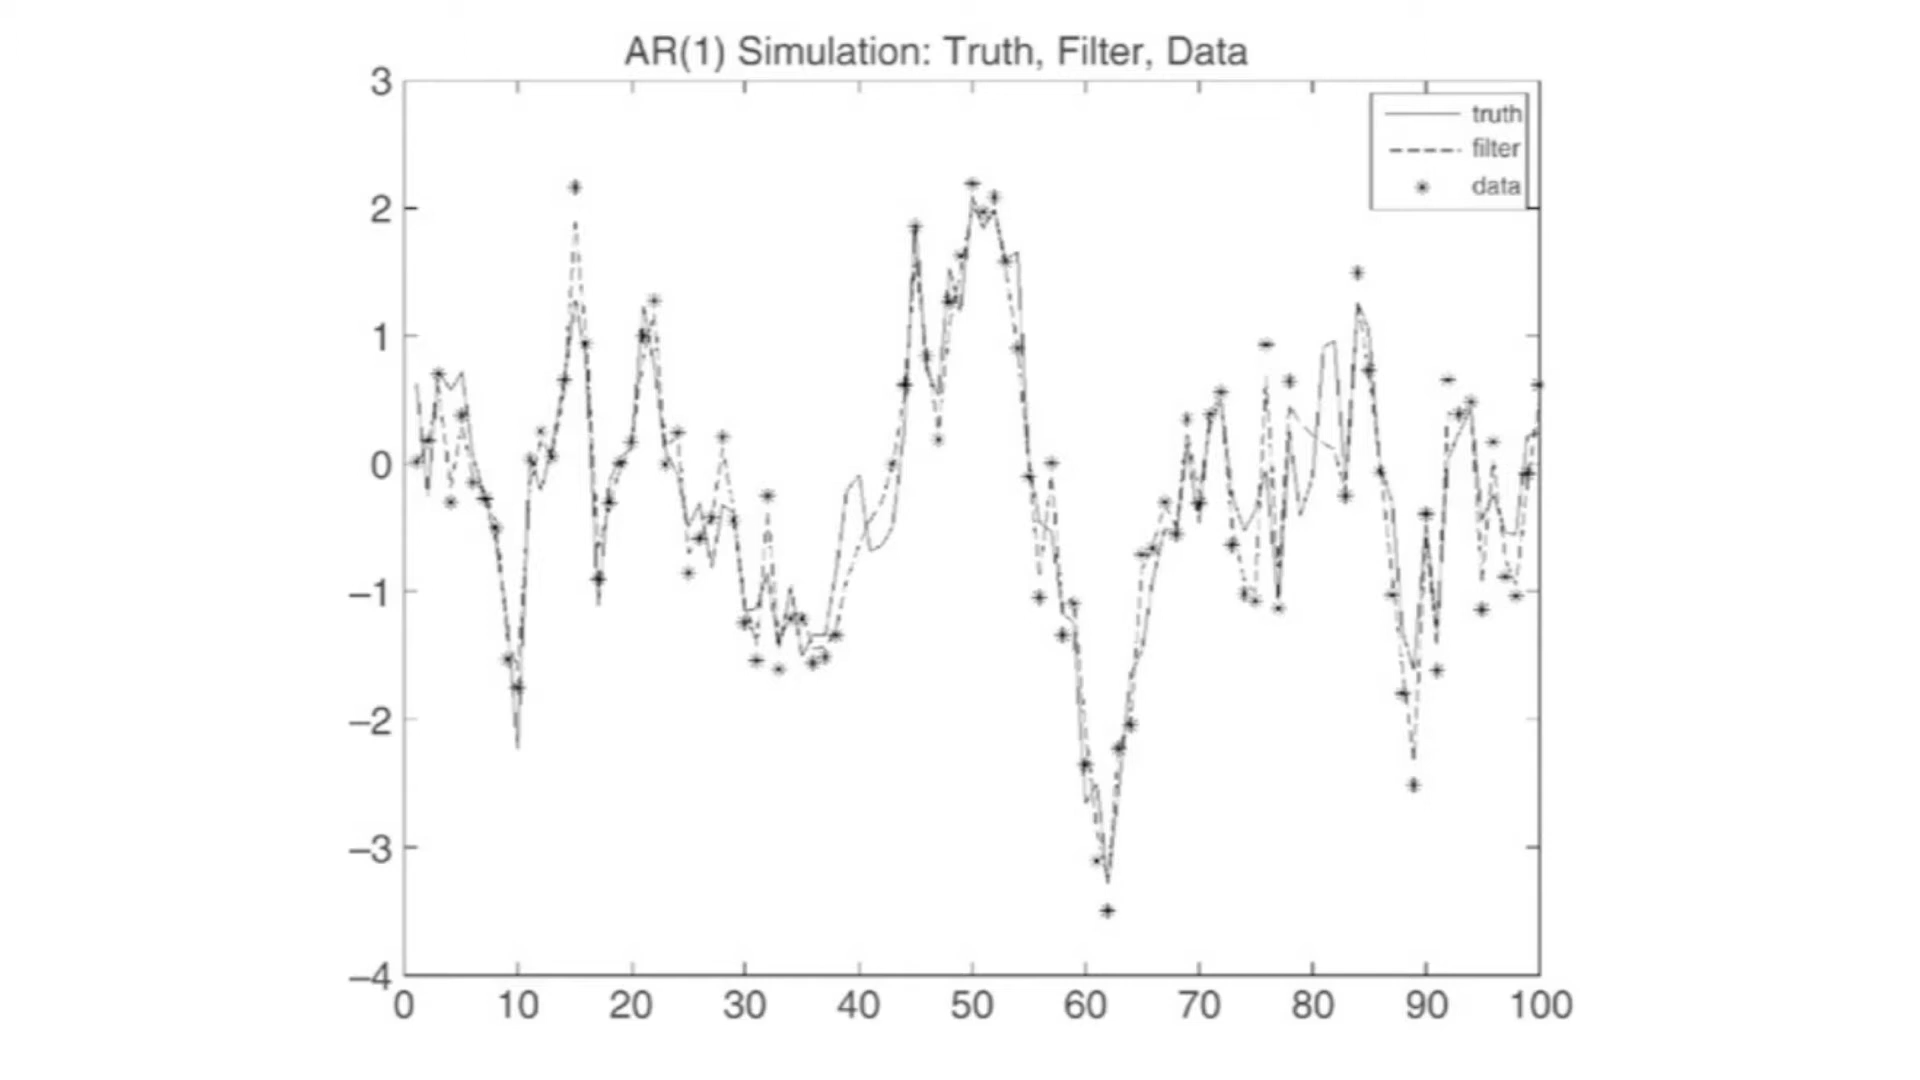 AR(1) Simulation: Truth, Filter, Data
truth
filter
data
3
2
1
0
−1
−2
−3
−4
0 10 20 30 40 50 60 70 80 90 100